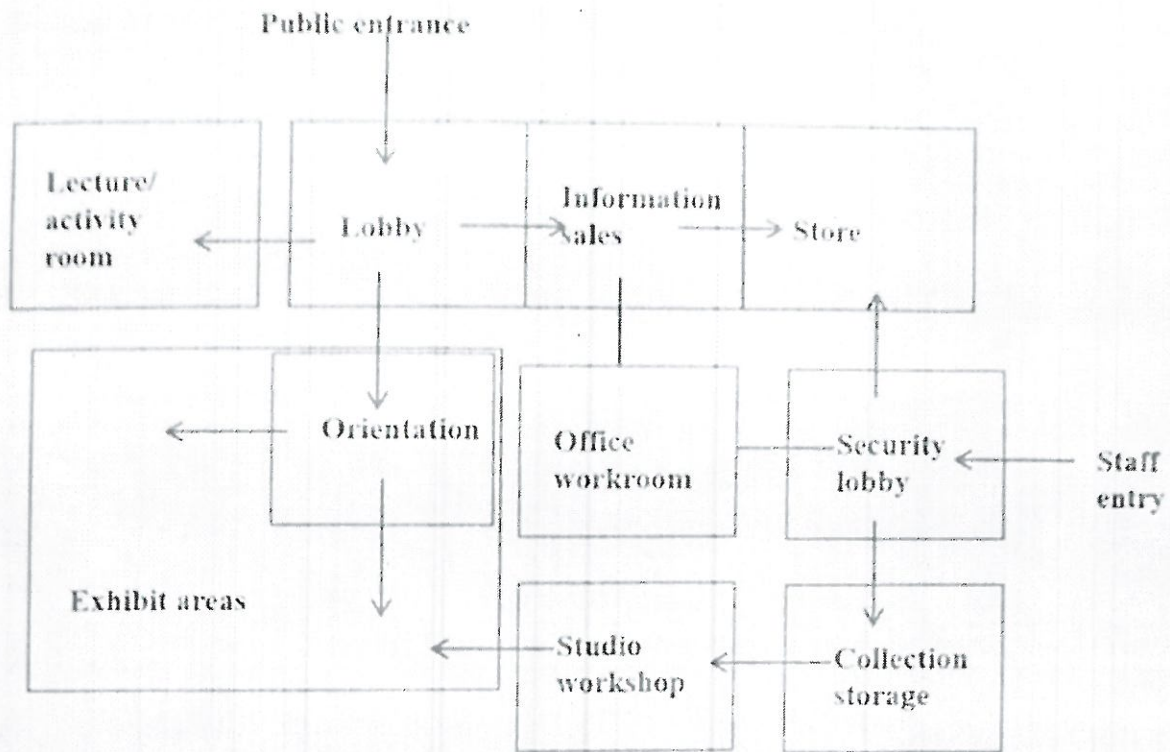 Public entrance
Lecture/
activity
room
Lobby
Information
sales
Store
Orientation
Office
workroom
Security
lobby
Staff
entry
Exhibit areas
Studio
workshop
Collection
storage